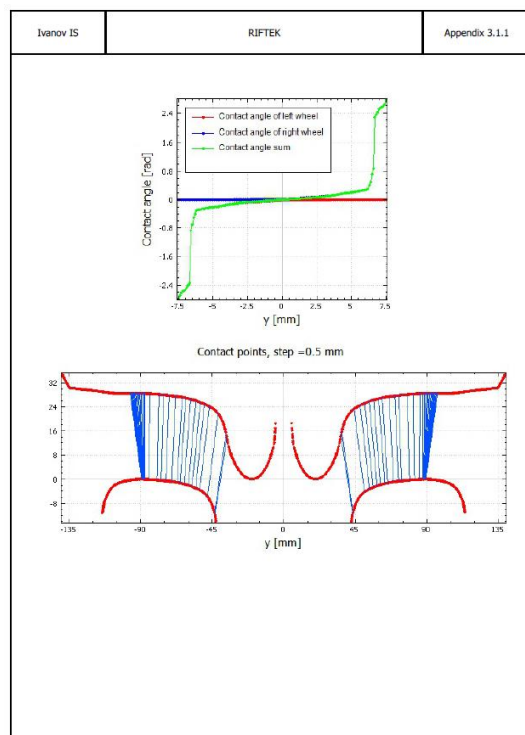 Ivanov IS RIFTEK Appendix 3.1.1
Contact angle of left wheel
Contact angle of right wheel
Contact angle sum
Contact angle [rad]
2.4
1.6
0.8
0
-0.8
-1.6
-2.4
-7.5 -5 -2.5 0 2.5 5 7.5
y [mm]
Contact points, step =0.5 mm
32
24
16
8
0
-8
-135 -90 -45 0 45 90 135
y [mm]